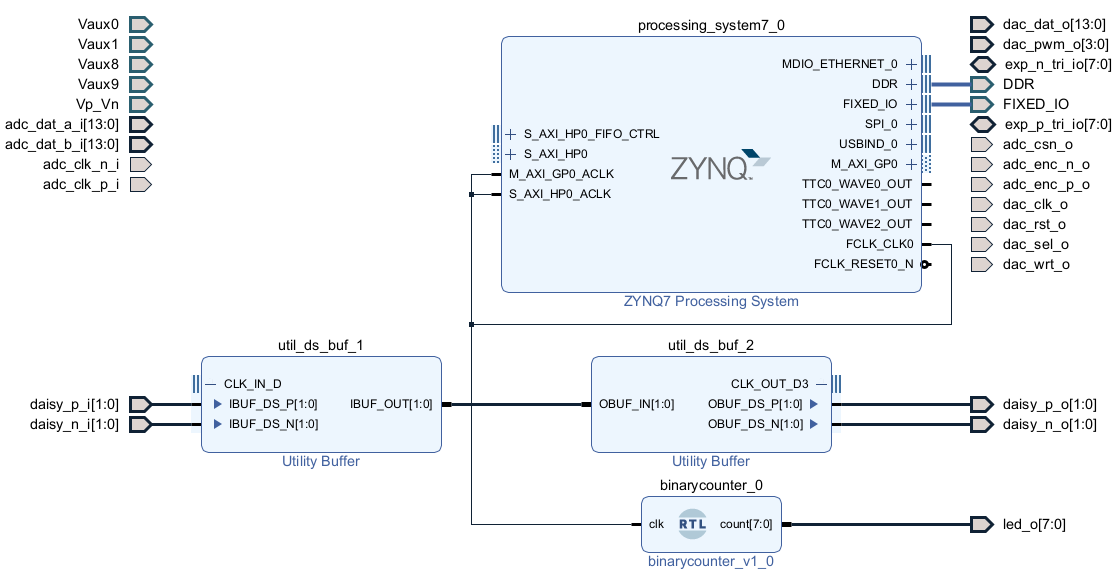 Vaux0
Vaux1
Vaux8
Vaux9
Vp_Vn
adc_dat_a_i[13:0]
adc_dat_b_i[13:0]
adc_clk_n_i
adc_clk_p_i
processing_system7_0
MDIO_ETHERNET_0
DDR
FIXED_IO
SPI_0
USBIND_0
M_AXI_GP0
TTC0_WAVE0_OUT
TTC0_WAVE1_OUT
TTC0_WAVE2_OUT
FCLK_CLK0
FCLK_RESET0_N
S_AXI_HP0_FIFO_CTRL
S_AXI_HP0
M_AXI_GP0_ACLK
S_AXI_HP0_ACLK
ZYNQ
ZYNQ7 Processing System
dac_dat_o[13:0]
dac_pwm_o[3:0]
exp_n_tri_io[7:0]
DDR
FIXED_IO
exp_p_tri_io[7:0]
adc_csn_o
adc_enc_n_o
adc_enc_p_o
dac_clk_o
dac_rst_o
dac_sel_o
dac_wrt_o
daisy_p_i[1:0]
daisy_n_i[1:0]
util_ds_buf_1
CLK_IN_D
IBUF_DS_P[1:0]
IBUF_DS_N[1:0]
IBUF_OUT[1:0]
Utility Buffer
util_ds_buf_2
OBUF_IN[1:0]
CLK_OUT_D3
OBUF_DS_P[1:0]
OBUF_DS_N[1:0]
Utility Buffer
daisy_p_o[1:0]
daisy_n_o[1:0]
binarycounter_0
clk
RTL
count[7:0]
binarycounter_v1_0
led_o[7:0]